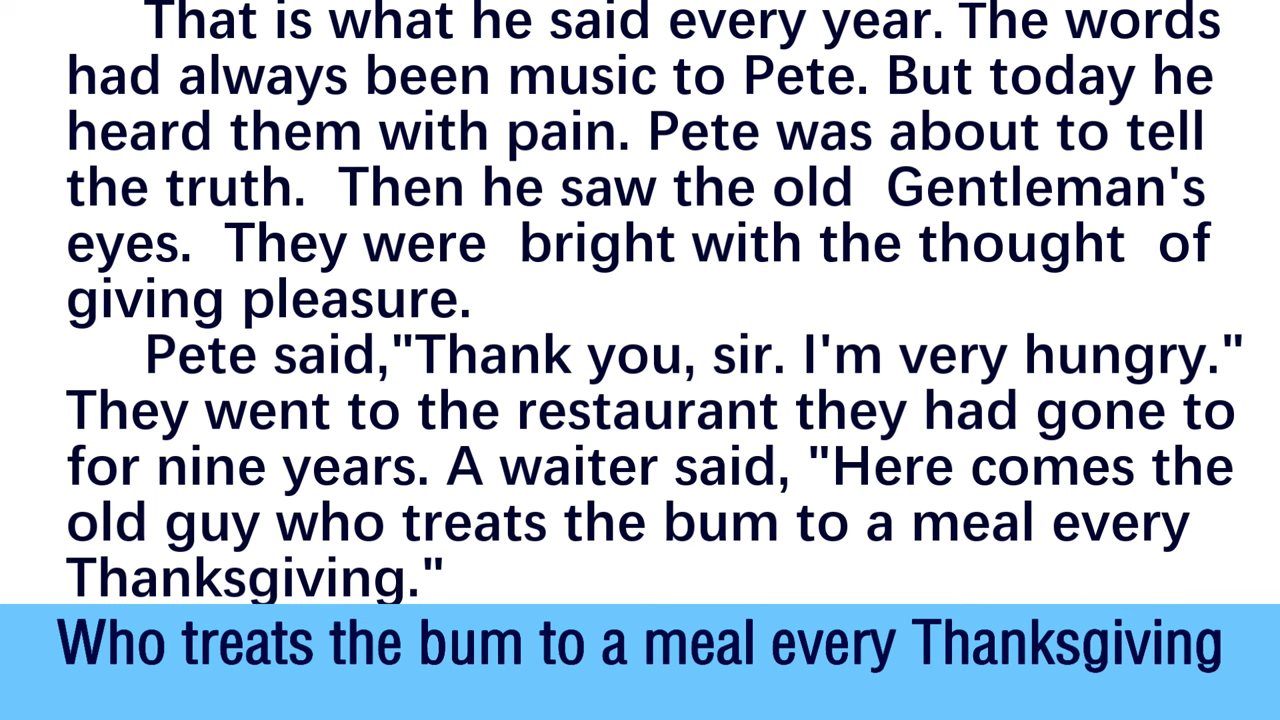 That is what he said every year. The words
had always been music to Pete. But today he
heard them with pain. Pete was about to tell
the truth.  Then he saw the old  Gentleman's
eyes.  They were  bright with the thought  of
giving pleasure.
Pete said,"Thank you, sir. I'm very hungry."
They went to the restaurant they had gone to
for nine years. A waiter said, "Here comes the
old guy who treats the bum to a meal every
Thanksgiving."
Who treats the bum to a meal every Thanksgiving